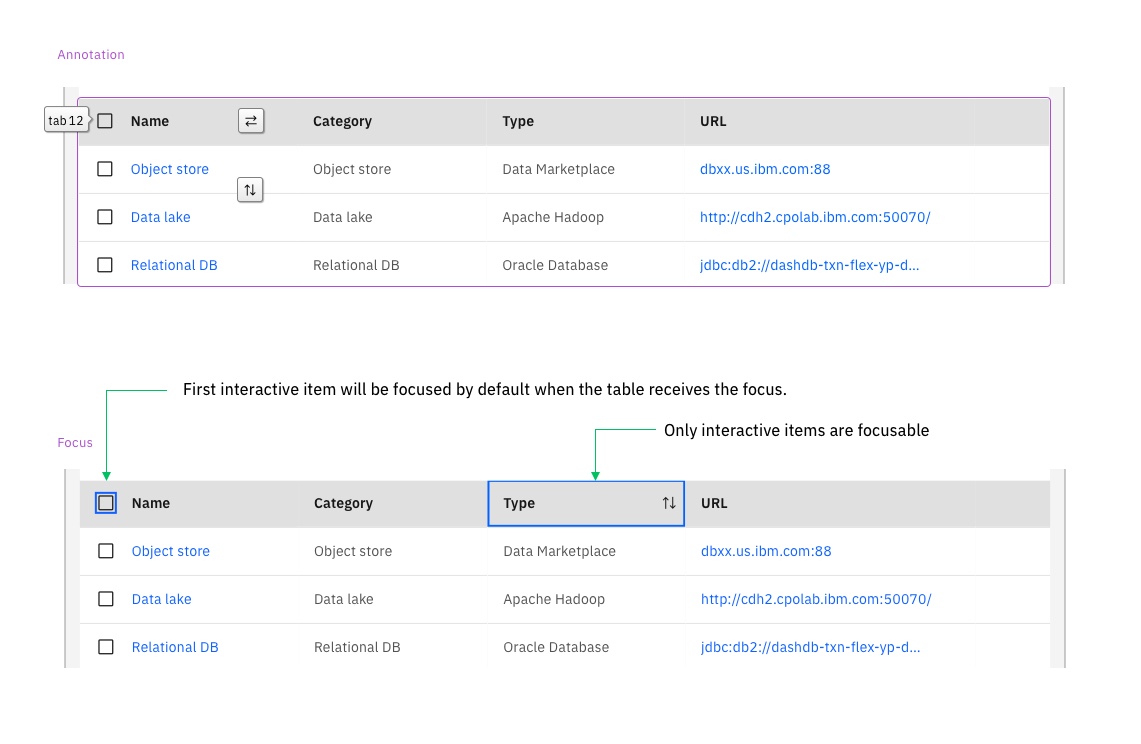 Annotation
tab 12
Name Category Type URL
Object store Object store Data Marketplace dbxx.us.ibm.com:88
Data lake Data lake Apache Hadoop http://cdh2.cpolab.ibm.com:50070/
Relational DB Relational DB Oracle Database jdbc:db2://dashdb-txn-flex-yp-d...
First interactive item will be focused by default when the table receives the focus.
Only interactive items are focusable
Focus
Name Category Type URL
Object store Object store Data Marketplace dbxx.us.ibm.com:88
Data lake Data lake Apache Hadoop http://cdh2.cpolab.ibm.com:50070/
Relational DB Relational DB Oracle Database jdbc:db2://dashdb-txn-flex-yp-d...